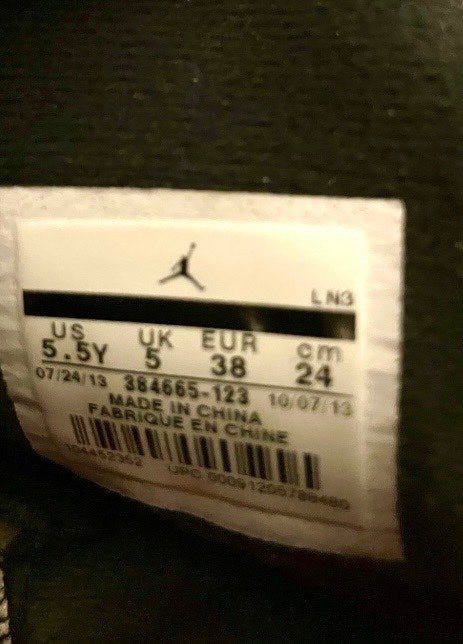 LN3
US UK EUR cm
5.5Y 5 38 24
07/24/13 384665-123 10/07/13
MADE IN CHINA
FABRIQUE EN CHINE
UPC